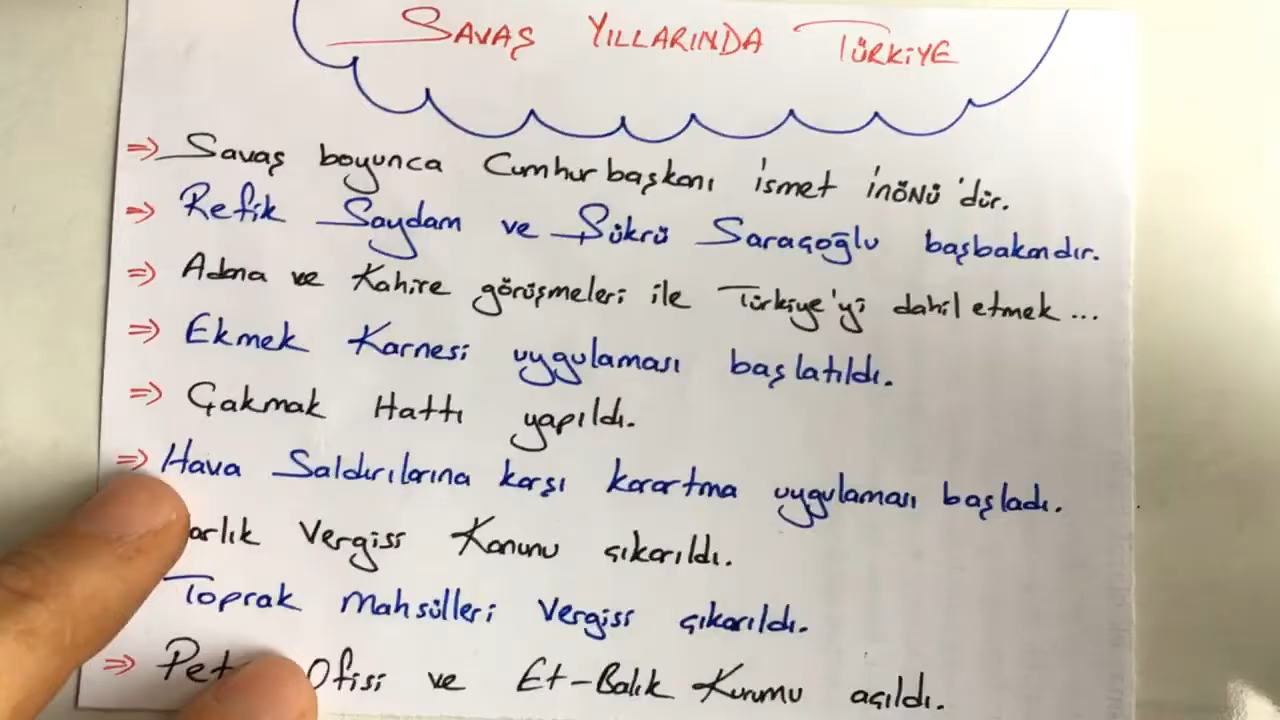 SAVAŞ YILLARINDA TÜRKİYE
⇒ Savaş boyunca Cumhurbaşkanı İsmet İNÖNÜ'dür.
⇒ Refik Saydam ve Şükrü Saraçoğlu başbakandır.
⇒ Adana ve Kahire görüşmeleri ile Türkiye'yi dahil etmek...
⇒ Ekmek Karnesi uygulaması başlatıldı.
⇒ Çakmak Hattı yapıldı.
⇒ Hava Saldırılarına karşı karartma uygulaması başladı.
arlık Vergisi Kanunu çıkarıldı.
Toprak Mahsülleri Vergisi çıkarıldı.
⇒ Pet Ofisi ve Et-Balık Kurumu açıldı.